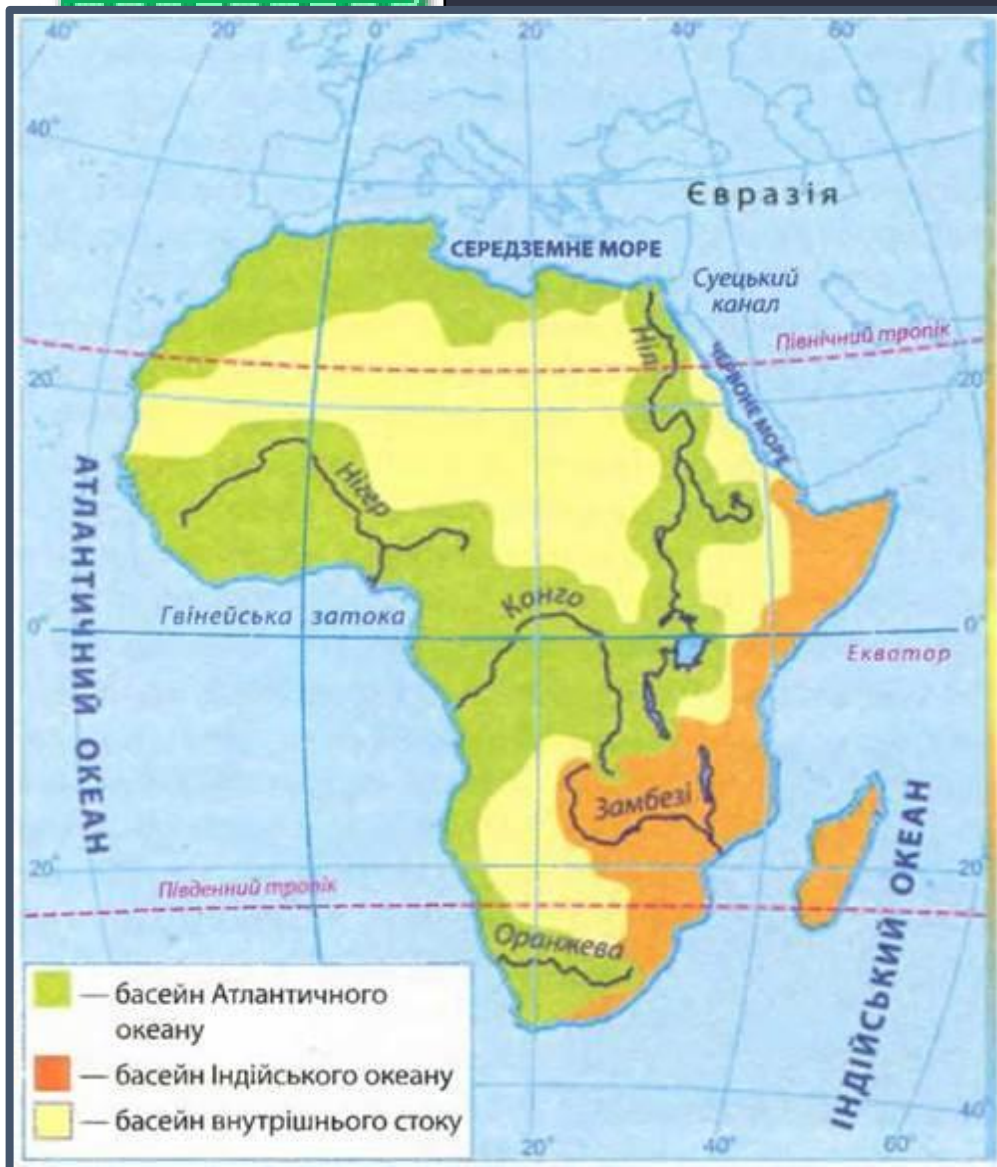 40°
20°
0°
20°
40°
60°
40°
Євразія
СЕРЕДЗЕМНЕ МОРЕ
Суецький
канал
Північний тропік
Ніл
ЧЕРВОНЕ МОРЕ
20°
20°
Нігер
АТЛАНТИЧНИЙ ОКЕАН
Конго
Гвінейська затока
0°
0°
Екватор
Замбезі
20°
20°
Південний тропік
Оранжева
ІНДІЙСЬКИЙ ОКЕАН
— басейн Атлантичного
океану
— басейн Індійського океану
— басейн внутрішнього стоку
40°
20°
40°
60°